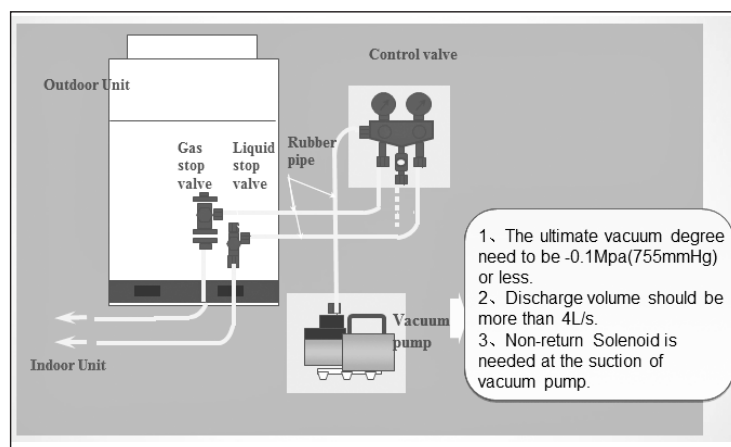 Control valve
Outdoor Unit
Gas
stop
valve
Liquid
stop
valve
Rubber
pipe
1、The ultimate vacuum degree
need to be -0.1Mpa(755mmHg)
or less.
2、Discharge volume should be
more than 4L/s.
3、Non-return Solenoid is
needed at the suction of
vacuum pump.
Vacuum
pump
Indoor Unit